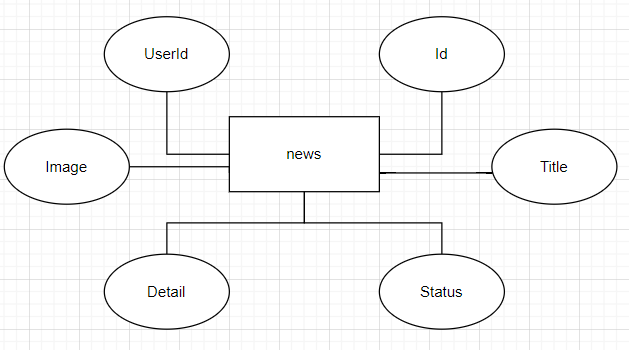 UserId
Id
Image
news
Title
Detail
Status